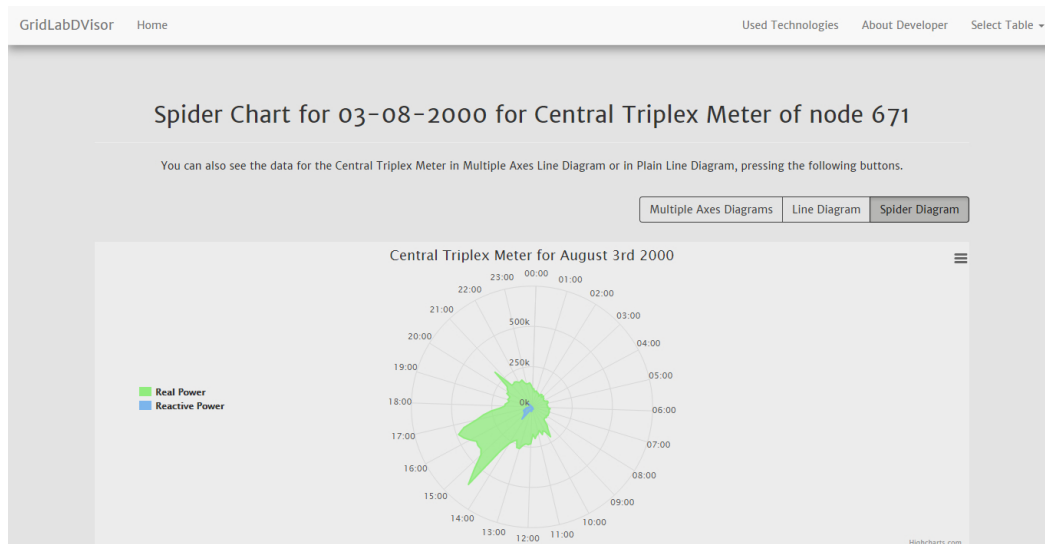 GridLabDVisor Home Used Technologies About Developer Select Table
Spider Chart for 03-08-2000 for Central Triplex Meter of node 671
You can also see the data for the Central Triplex Meter in Multiple Axes Line Diagram or in Plain Line Diagram, pressing the following buttons.
Multiple Axes Diagrams Line Diagram Spider Diagram
Central Triplex Meter for August 3rd 2000
00:00
01:00
02:00
03:00
04:00
05:00
06:00
07:00
08:00
09:00
10:00
11:00
12:00
13:00
14:00
15:00
16:00
17:00
18:00
19:00
20:00
21:00
22:00
23:00
500k
250k
0k
Real Power
Reactive Power
Highcharts.com